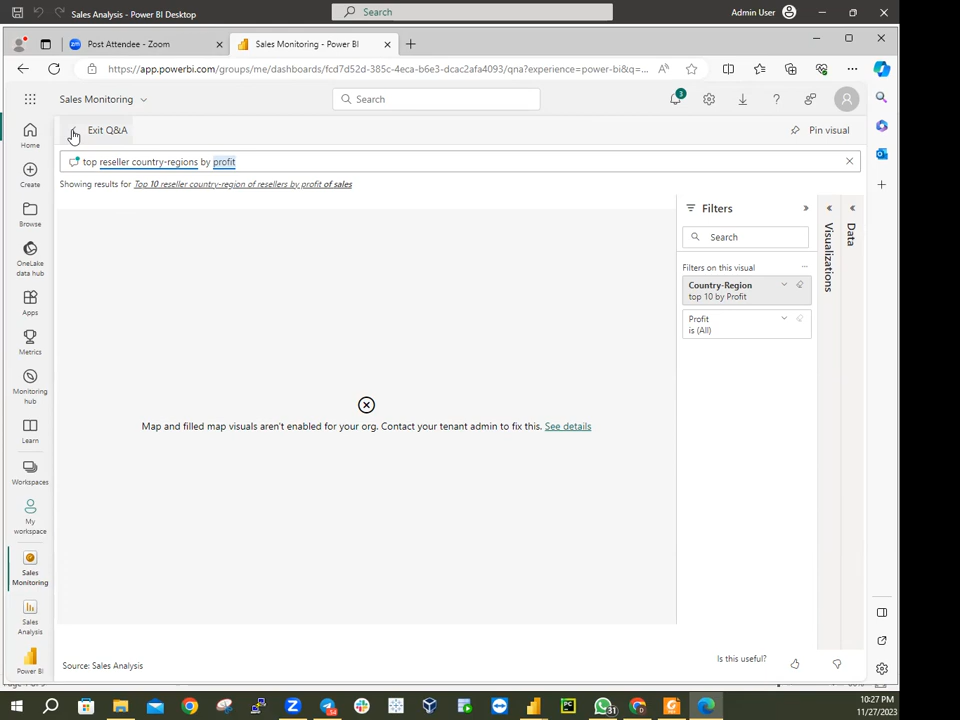 Sales Analysis - Power BI Desktop
Search
Admin User
Post Attendee - Zoom
Sales Monitoring - Power BI
https://app.powerbi.com/groups/me/dashboards/fcd7d52d-385c-4eca-b6e3-dcac2afa4093/qna?experience=power-bi&q=...
Sales Monitoring
Search
3
Exit Q&A
Pin visual
top reseller country-regions by profit
Showing results for Top 10 reseller country-region of resellers by profit of sales
Home
Create
Browse
OneLake
data hub
Apps
Metrics
Monitoring
hub
Learn
Workspaces
My
workspace
Sales
Monitoring
Sales
Analysis
Power BI
Map and filled map visuals aren't enabled for your org. Contact your tenant admin to fix this. See details
Filters
Search
Filters on this visual
Country-Region
top 10 by Profit
Profit
is (All)
Visualizations
Data
Source: Sales Analysis
Is this useful?
31
10:27 PM
11/27/2023